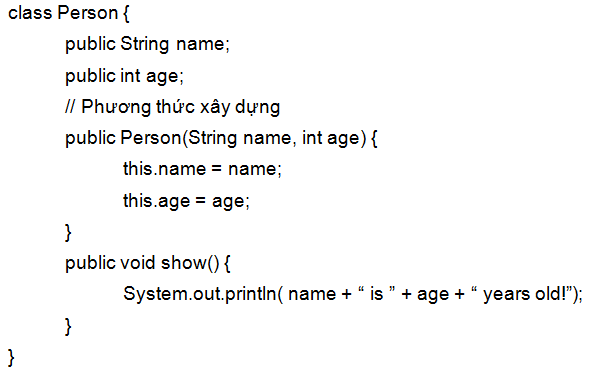 class Person {
public String name;
public int age;
// Phương thức xây dựng
public Person(String name, int age) {
this.name = name;
this.age = age;
}
public void show() {
System.out.println( name + “ is ” + age + “ years old!”);
}
}